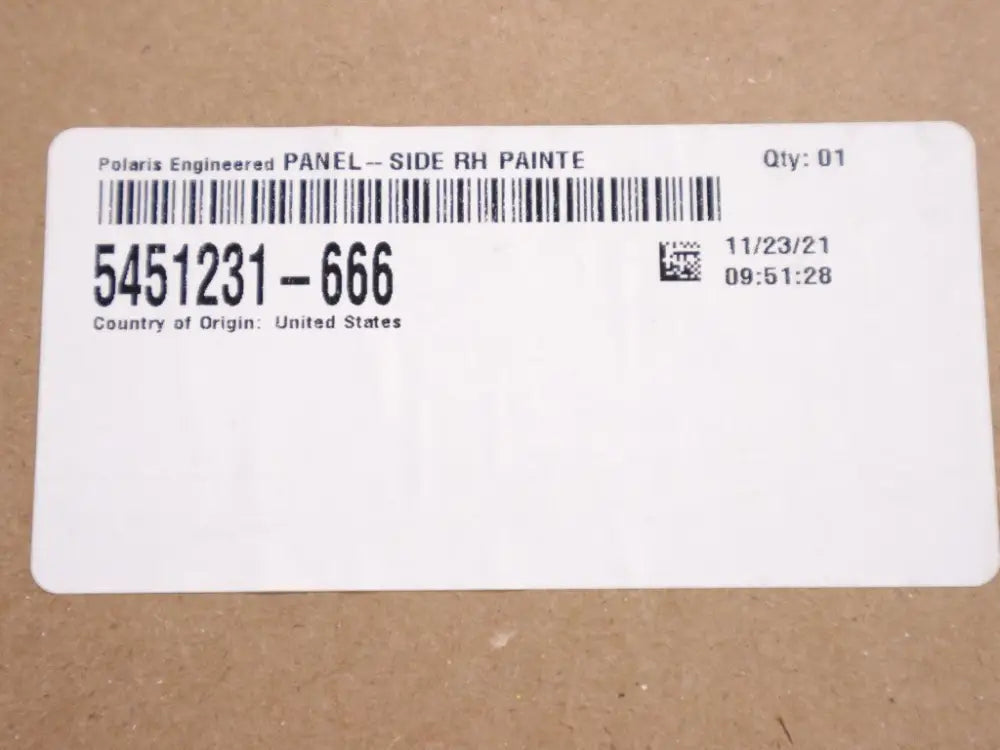 Polaris Engineered PANEL-- SIDE RH PAINTE
Qty: 01
5451231-666
11/23/21
09:51:28
Country of Origin: United States